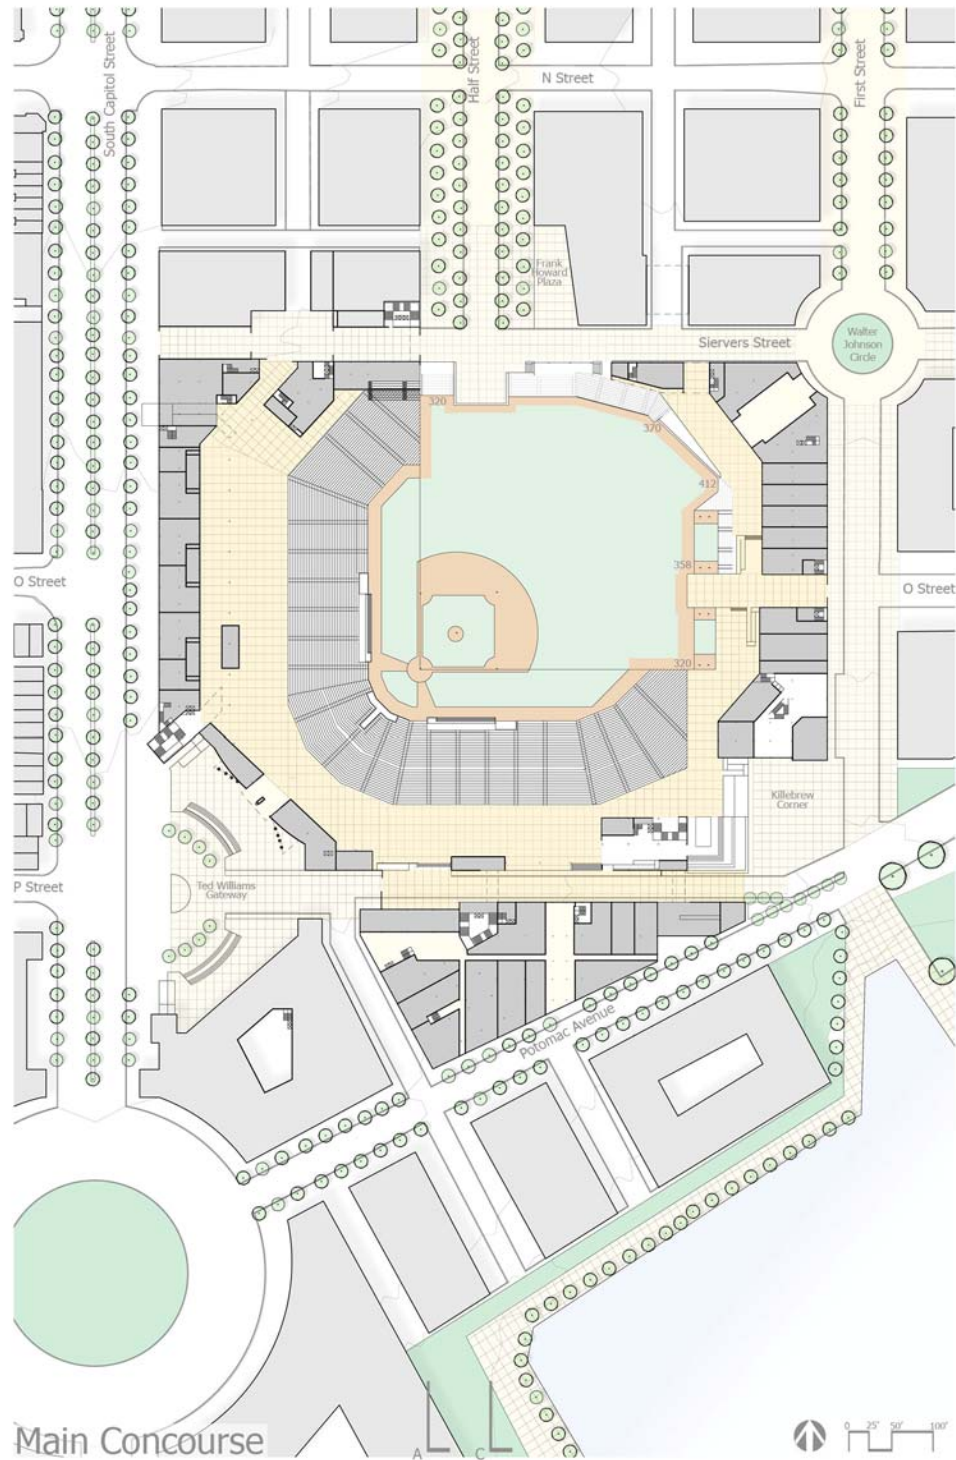 South Capitol Street
Half Street
N Street
First Street
Frank
Howard
Plaza
Siervers Street
Walter
Johnson
Circle
320
370
412
358
320
O Street
O Street
Killebrew
Corner
P Street
Ted Williams
Gateway
Potomac Avenue
Main Concourse
A
C
0 25' 50' 100'